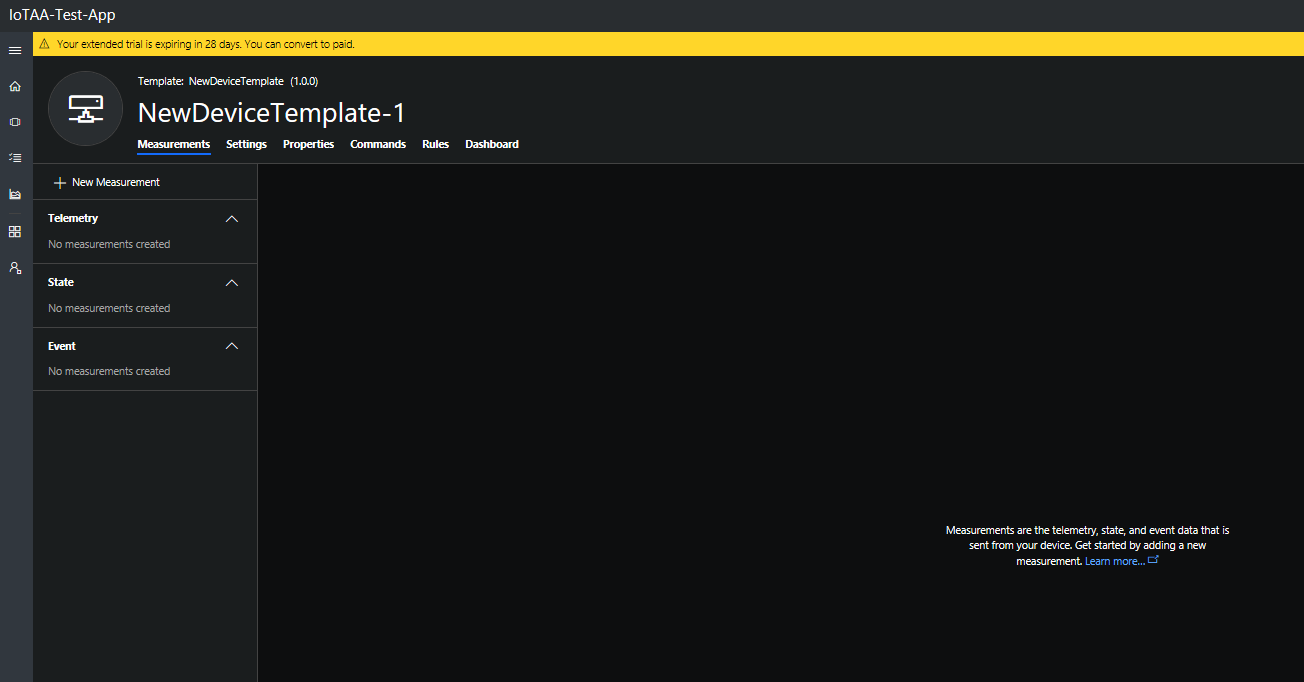 IoTAA-Test-App
Your extended trial is expiring in 28 days. You can convert to paid.
Template: NewDeviceTemplate (1.0.0)
NewDeviceTemplate-1
Measurements Settings Properties Commands Rules Dashboard
New Measurement
Telemetry
No measurements created
State
No measurements created
Event
No measurements created
Measurements are the telemetry, state, and event data that is
sent from your device. Get started by adding a new
measurement. Learn more...